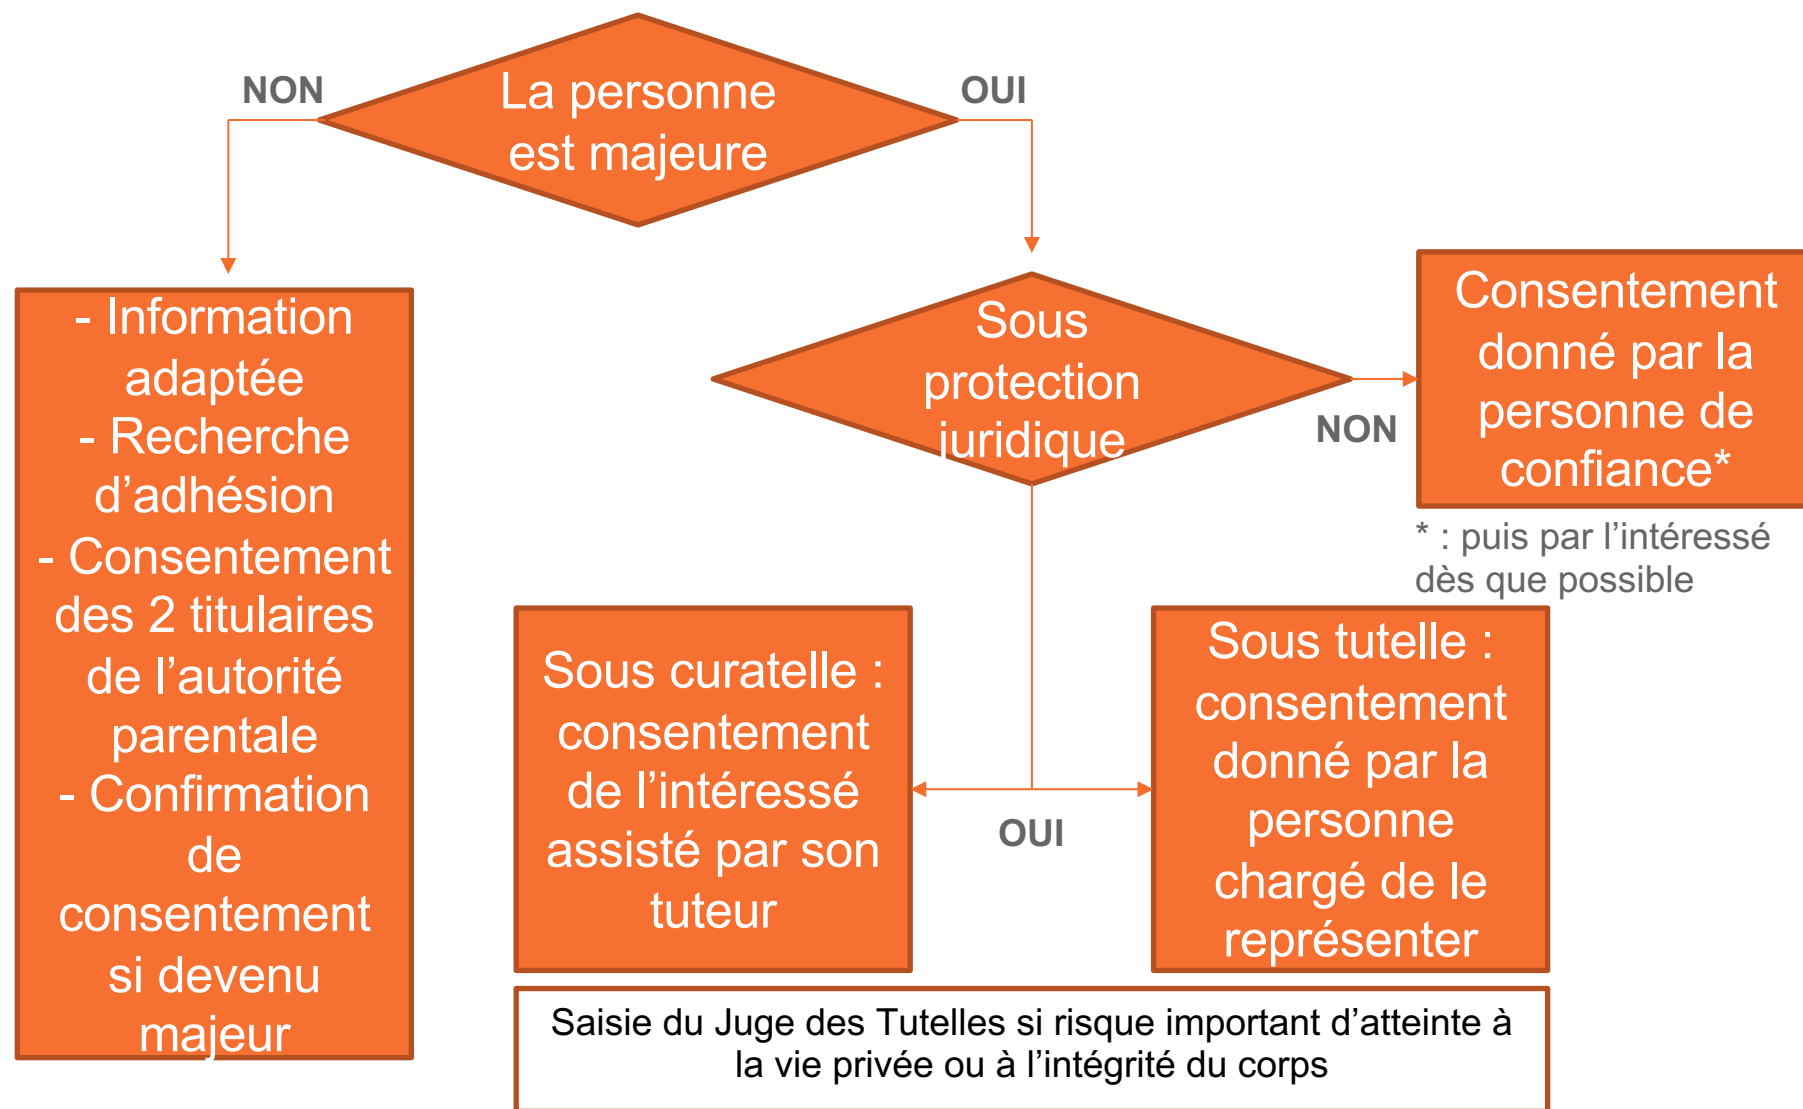 NON
La personne
est majeure
OUI
- Information
adaptée
- Recherche
d’adhésion
- Consentement
des 2 titulaires
de l’autorité
parentale
- Confirmation
de
consentement
si devenu
majeur
Sous
protection
juridique
NON
Consentement
donné par la
personne de
confiance*
* : puis par l’intéressé
dès que possible
Sous curatelle :
consentement
de l’intéressé
assisté par son
tuteur
OUI
Sous tutelle :
consentement
donné par la
personne
chargé de le
représenter
Saisie du Juge des Tutelles si risque important d’atteinte à
la vie privée ou à l’intégrité du corps